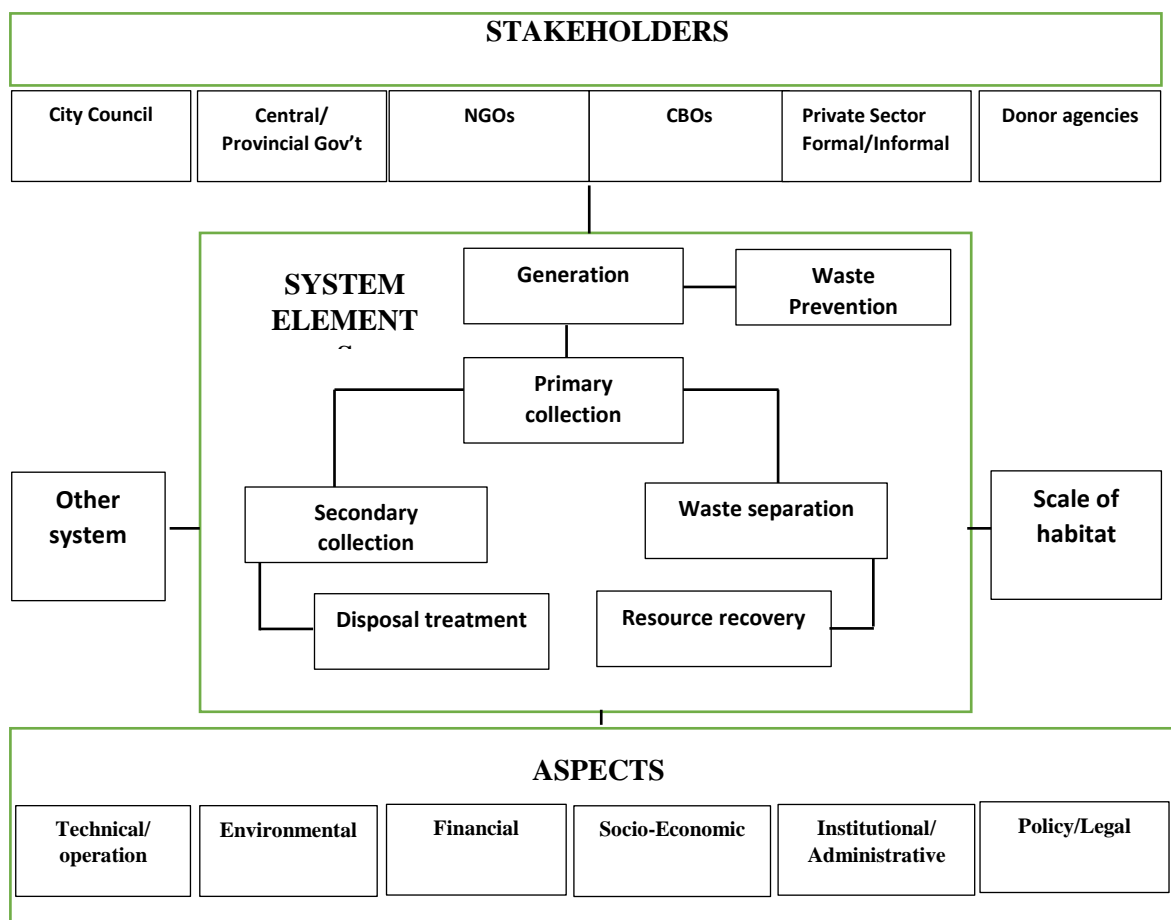 STAKEHOLDERS
City Council
Central/
Provincial Gov't
NGOs
CBOs
Private Sector
Formal/Informal
Donor agencies
SYSTEM
ELEMENT
Generation
Waste
Prevention
Primary
collection
Other
system
Secondary
collection
Waste separation
Scale of
habitat
Disposal treatment
Resource recovery
ASPECTS
Technical/
operation
Environmental
Financial
Socio-Economic
Institutional/
Administrative
Policy/Legal